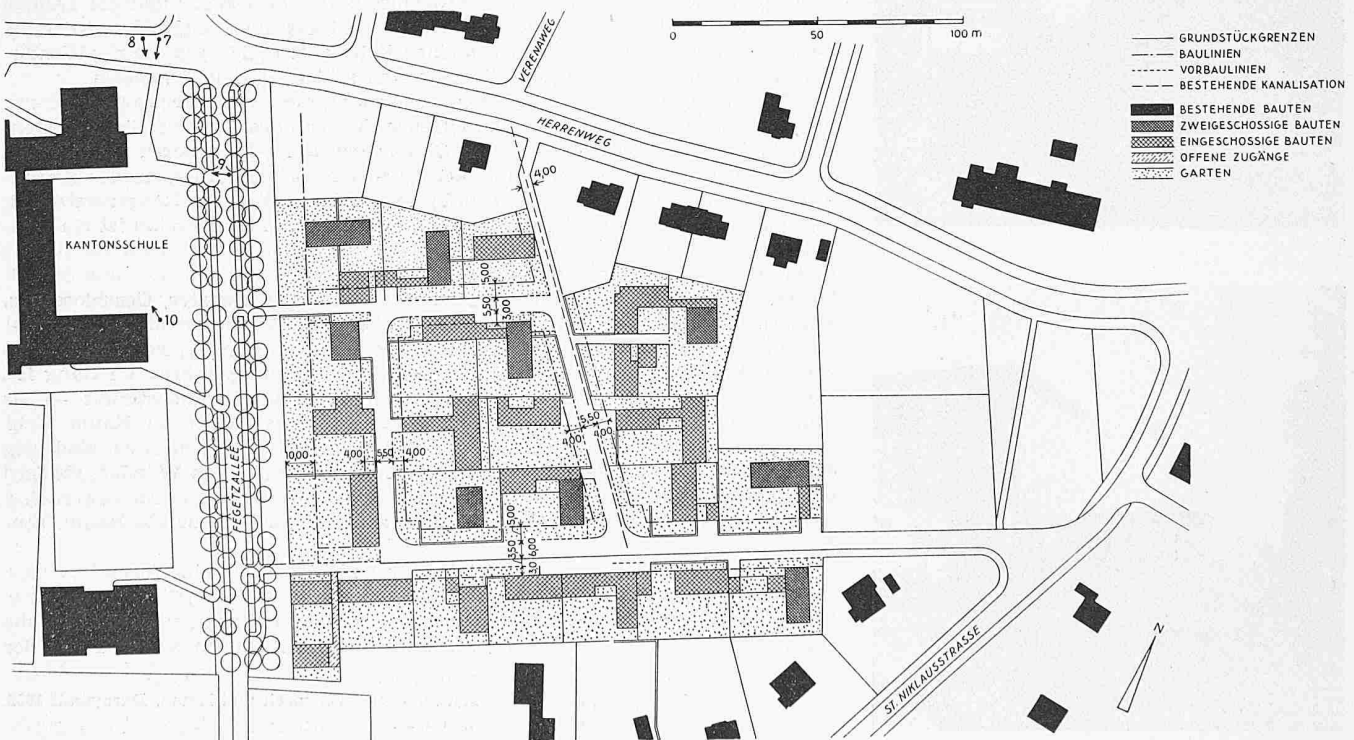 0 50 100 m
GRUNDSTÜCKGRENZEN
BAULINIEN
VORBAULINIEN
BESTEHENDE KANALISATION
BESTEHENDE BAUTEN
ZWEIGESCHOSSIGE BAUTEN
EINGESCHOSSIGE BAUTEN
OFFENE ZUGÄNGE
GARTEN
8 7
VERENAWEG
HERRENWEG
9
4,00
KANTONSSCHULE
10
5,00
5,50
3,00
FEGETZALLEE
5,50
4,00 4,00
10,00 4,00 5,50 4,00
5,00
6,00
ST. NIKLAUSSTRASSE
N